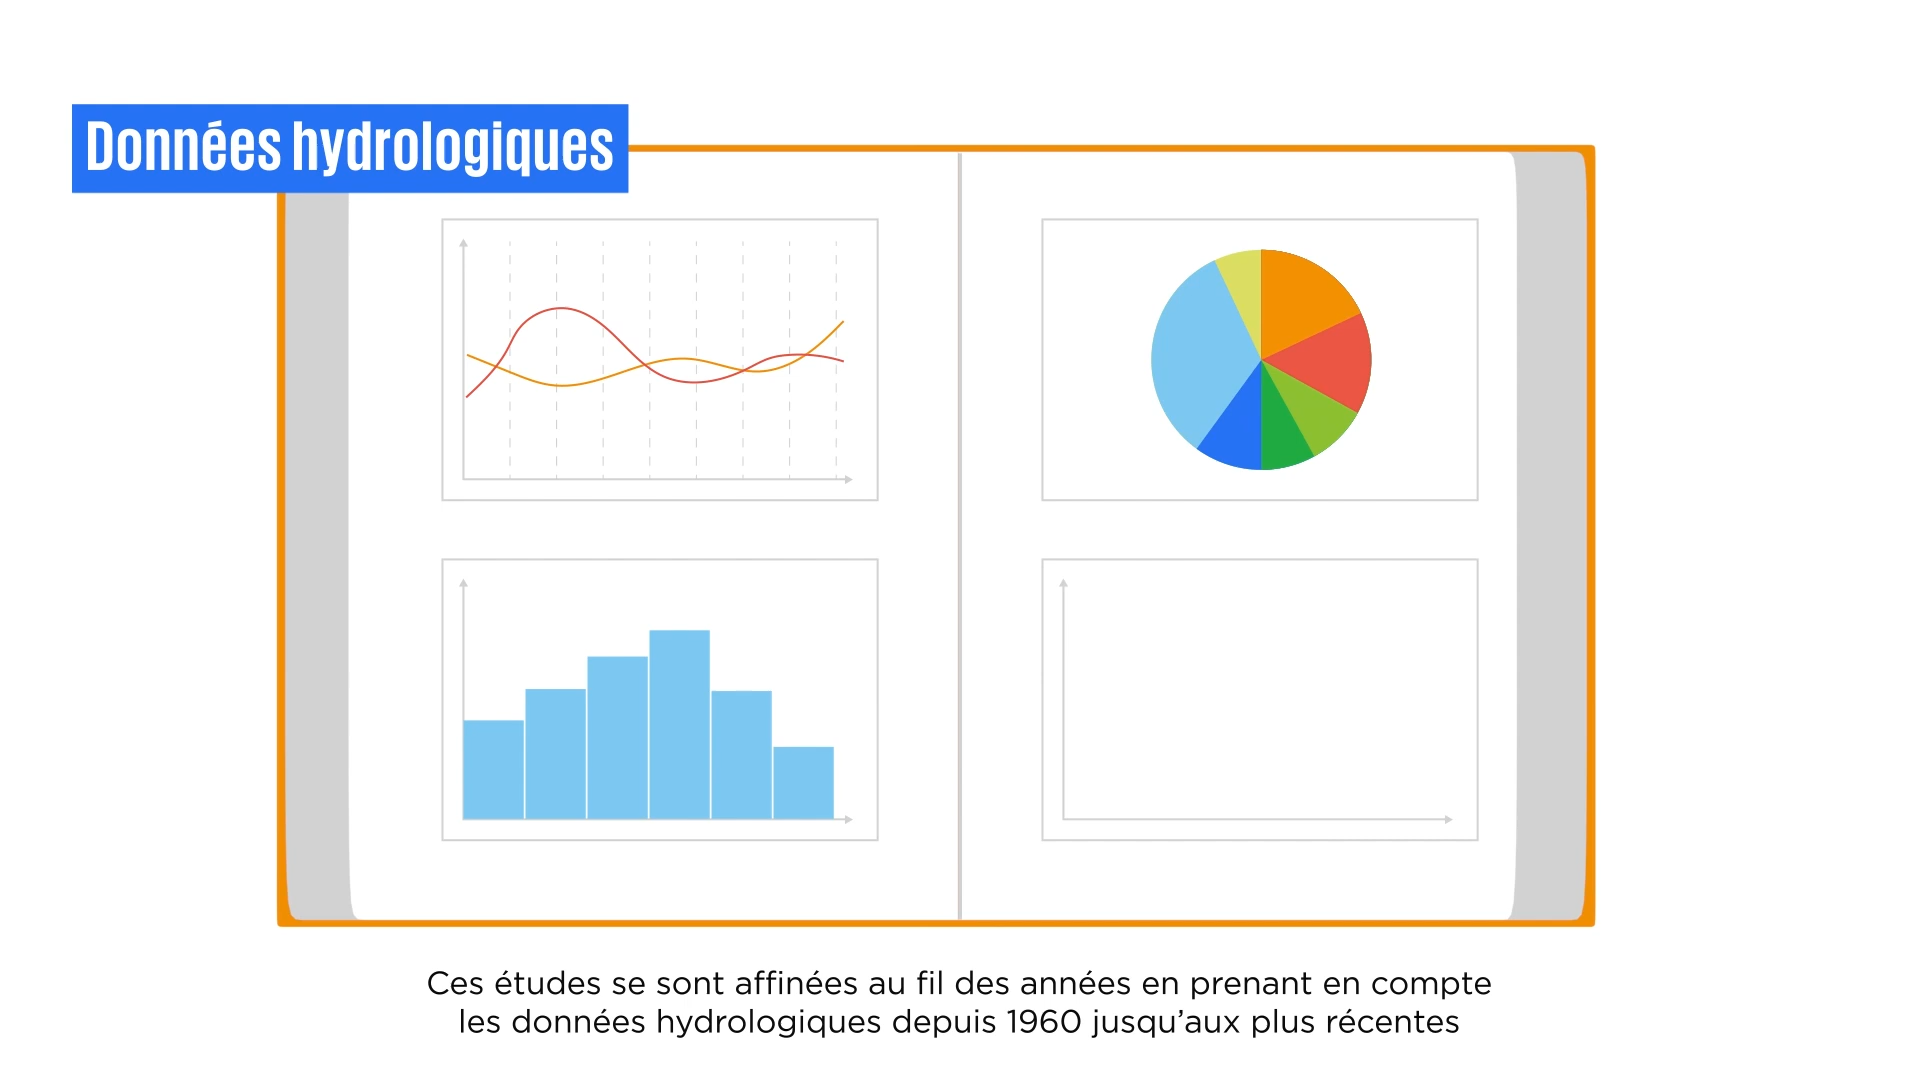 Données hydrologiques
Ces études se sont affinées au fil des années en prenant en compte
les données hydrologiques depuis 1960 jusqu’aux plus récentes